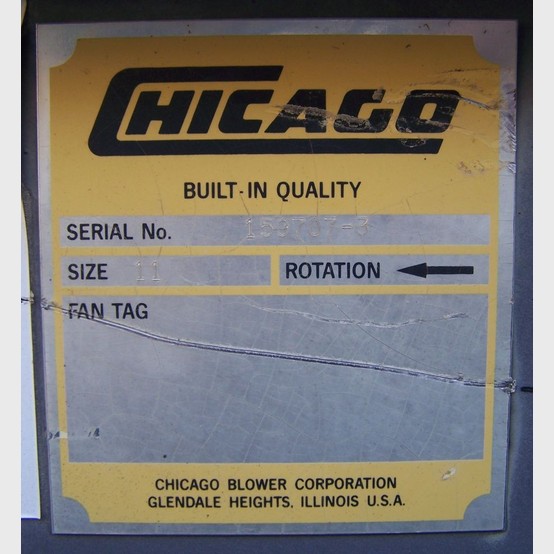 CHICAGO
BUILT-IN QUALITY
SERIAL No.
SIZE 11
ROTATION
FAN TAG
CHICAGO BLOWER CORPORATION
GLENDALE HEIGHTS, ILLINOIS U.S.A.